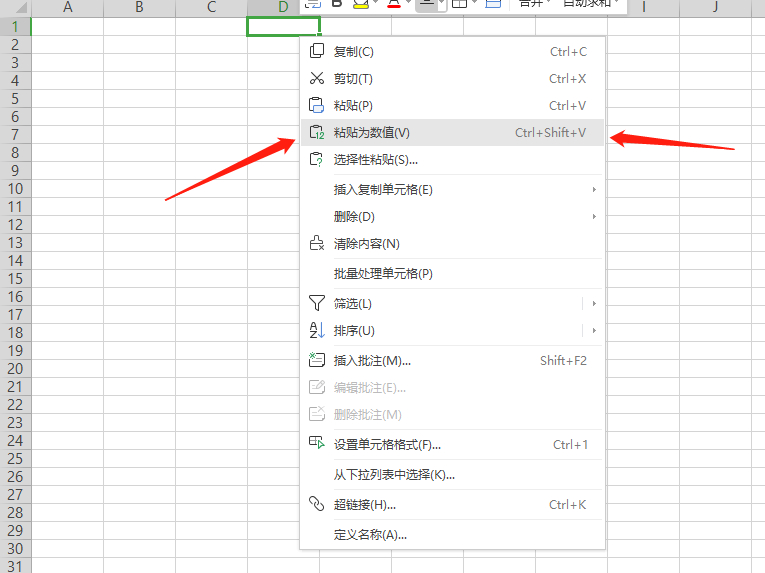 B A 合并 自动求和
A B C D I J
1
2
3
4
5
6
7
8
9
10
11
12
13
14
15
16
17
18
19
20
21
22
23
24
25
26
27
28
29
30
31
复制(C) Ctrl+C
剪切(T) Ctrl+X
粘贴(P) Ctrl+V
粘贴为数值(V) Ctrl+Shift+V
选择性粘贴(S)...
插入复制单元格(E)
删除(D)
清除内容(N)
批量处理单元格(P)
筛选(L)
排序(U)
插入批注(M)... Shift+F2
编辑批注(E)...
删除批注(M)
设置单元格格式(F)... Ctrl+1
从下拉列表中选择(K)...
超链接(H)... Ctrl+K
定义名称(A)...